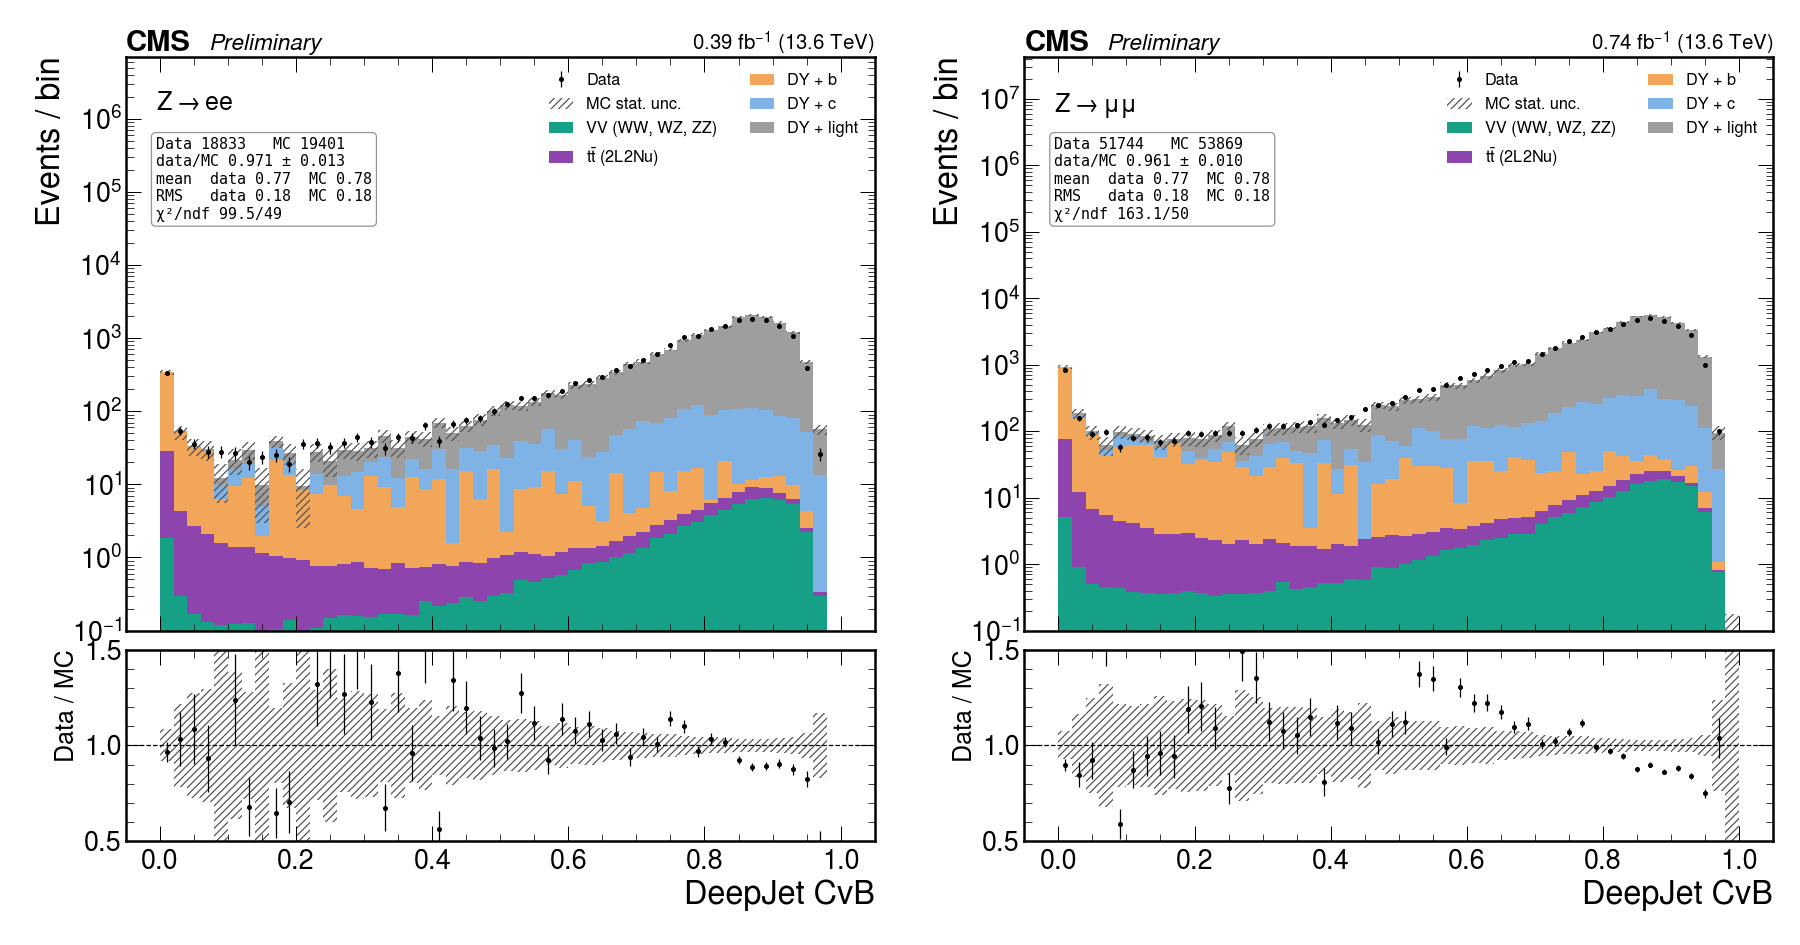 CMS Preliminary 0.39 fb⁻¹ (13.6 TeV)
Events / bin
Z→ee
Data 18833 MC 19401
data/MC 0.971 ± 0.013
mean data 0.77 MC 0.78
RMS data 0.18 MC 0.18
χ²/ndf 99.5/49
Data
MC stat. unc.
VV (WW, WZ, ZZ)
tt̄ (2L2Nu)
DY + b
DY + c
DY + light
10⁶
10⁵
10⁴
10³
10²
10¹
10⁰
10⁻¹
Data / MC
1.5
1.0
0.5
0.0 0.2 0.4 0.6 0.8 1.0
DeepJet CvB
CMS Preliminary 0.74 fb⁻¹ (13.6 TeV)
Events / bin
Z→μμ
Data 51744 MC 53869
data/MC 0.961 ± 0.010
mean data 0.77 MC 0.78
RMS data 0.18 MC 0.18
χ²/ndf 163.1/50
Data
MC stat. unc.
VV (WW, WZ, ZZ)
tt̄ (2L2Nu)
DY + b
DY + c
DY + light
10⁷
10⁶
10⁵
10⁴
10³
10²
10¹
10⁰
10⁻¹
Data / MC
1.5
1.0
0.5
0.0 0.2 0.4 0.6 0.8 1.0
DeepJet CvB